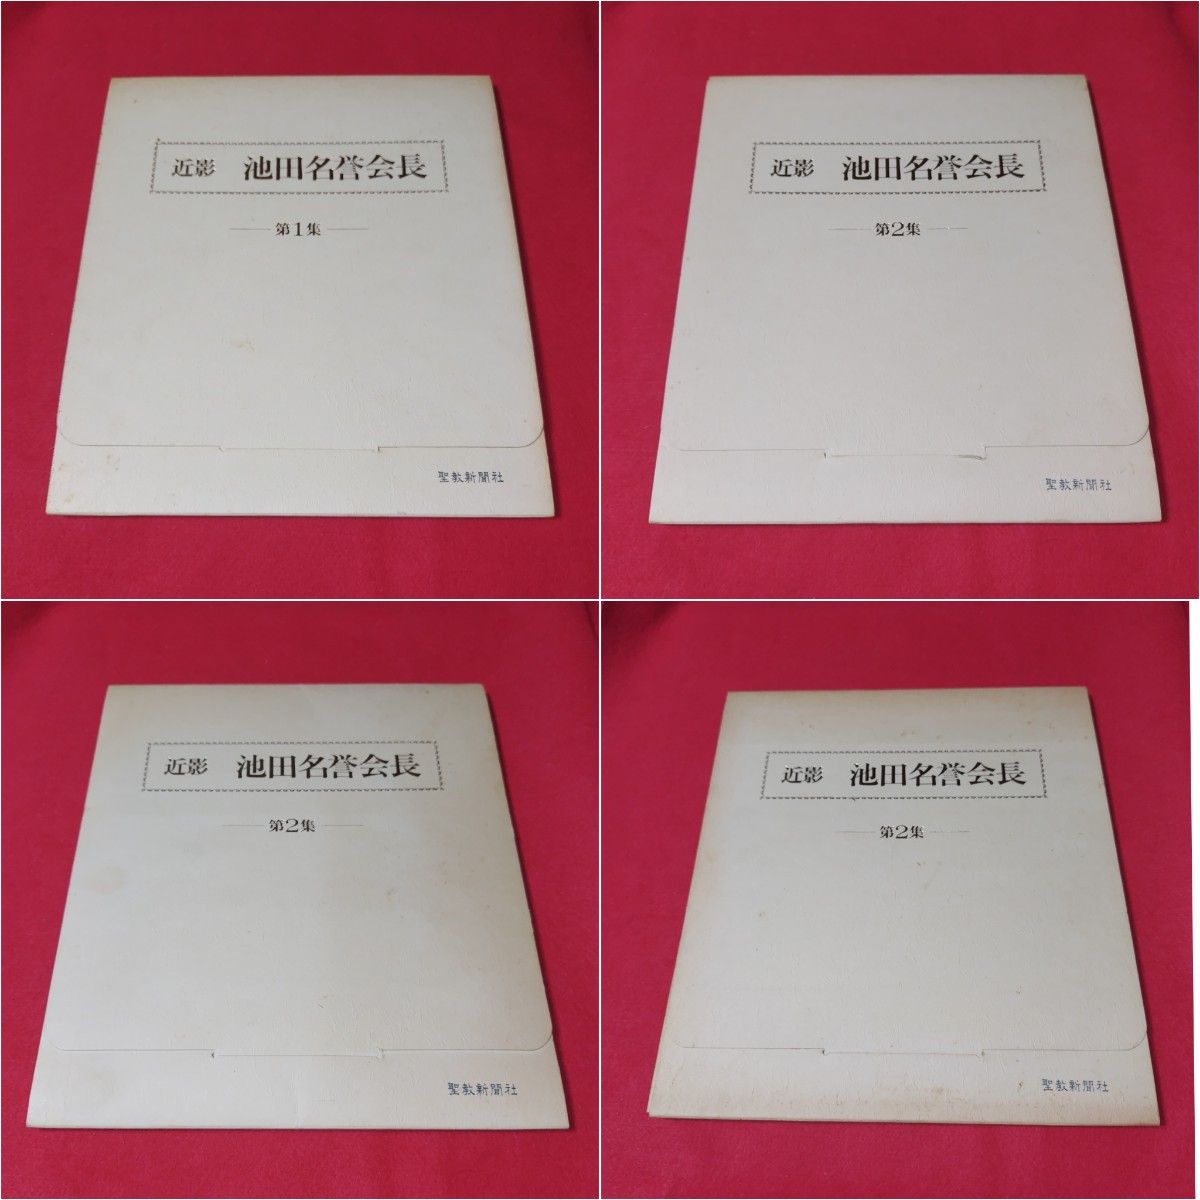 近影 池田名誉会長
第1集
聖教新聞社
近影 池田名誉会長
第2集
聖教新聞社
近影 池田名誉会長
第2集
聖教新聞社
近影 池田名誉会長
第2集
聖教新聞社